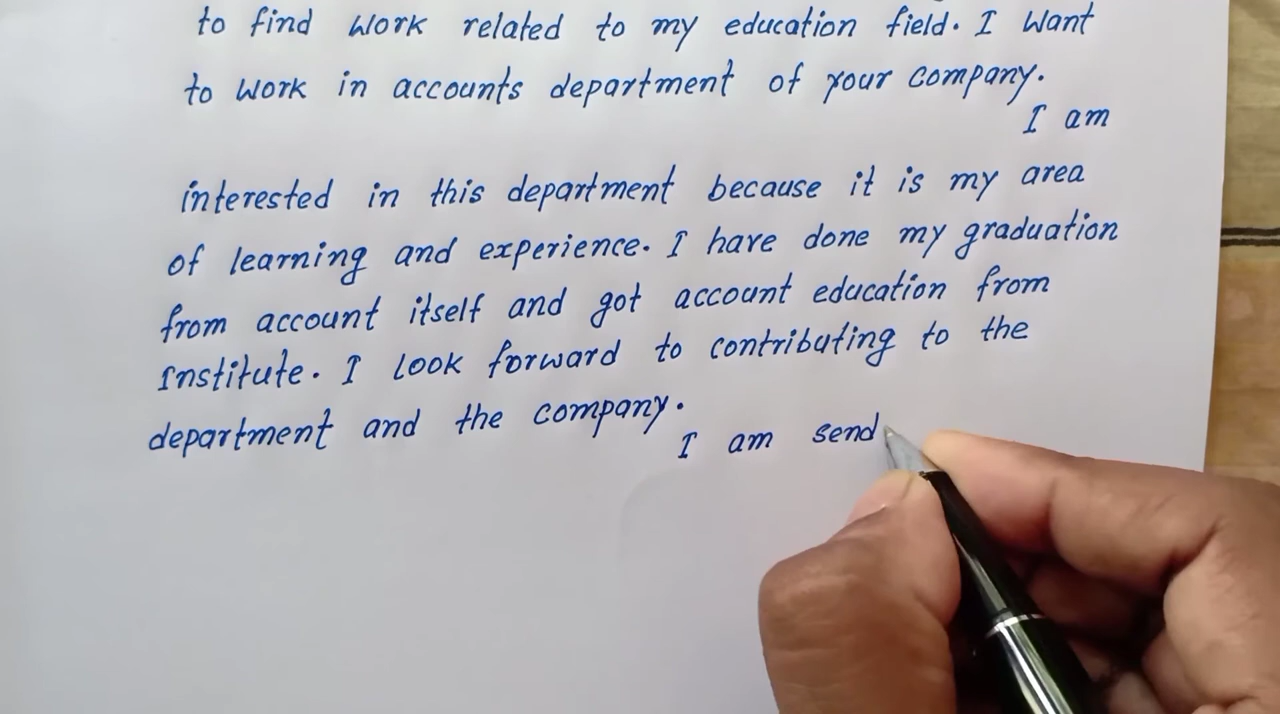 to find work related to my education field. I want
to work in accounts department of your company.
I am
interested in this department because it is my area
of learning and experience. I have done my graduation
from account itself and got account education from
Institute. I look forward to contributing to the
department and the company.
I am send